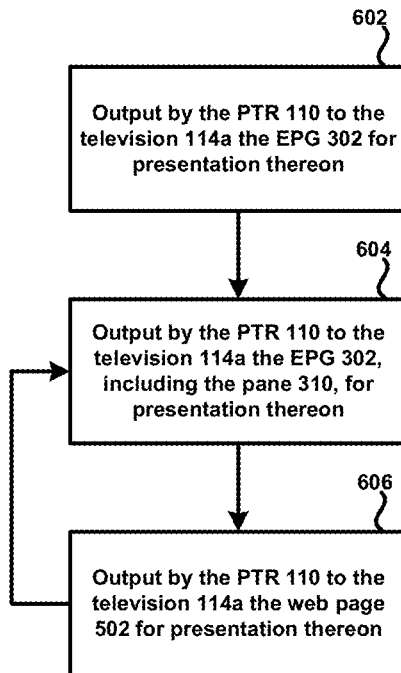 602
Output by the PTR 110 to the
television 114a the EPG 302 for
presentation thereon
604
Output by the PTR 110 to the
television 114a the EPG 302,
including the pane 310, for
presentation thereon
606
Output by the PTR 110 to the
television 114a the web page
502 for presentation thereon